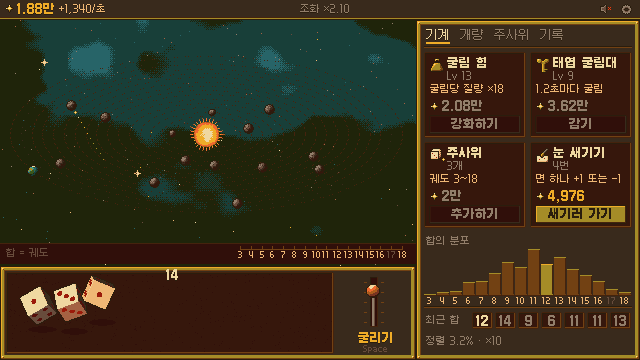 1.88만 +1,340/초
조화 ×2.10
기계 개량 주사위 기록
굴림 힘
Lv 13
굴림당 질량 ×18
2.08만
강화하기
태엽 굴림대
Lv 9
1.2초마다 굴림
3.62만
감기
주사위
3개
궤도 3~18
2만
추가하기
눈 새기기
4번
면 하나 +1 또는 -1
4,976
새기러 가기
합 = 궤도
3 4 5 6 7 8 9 10 11 12 13 14 15 16 17 18
14
굴리기
Space
합의 분포
3 4 5 6 7 8 9 10 11 12 13 14 15 16 17 18
최근 합 12 14 9 6 11 11 13
정렬 3.2% · ×10